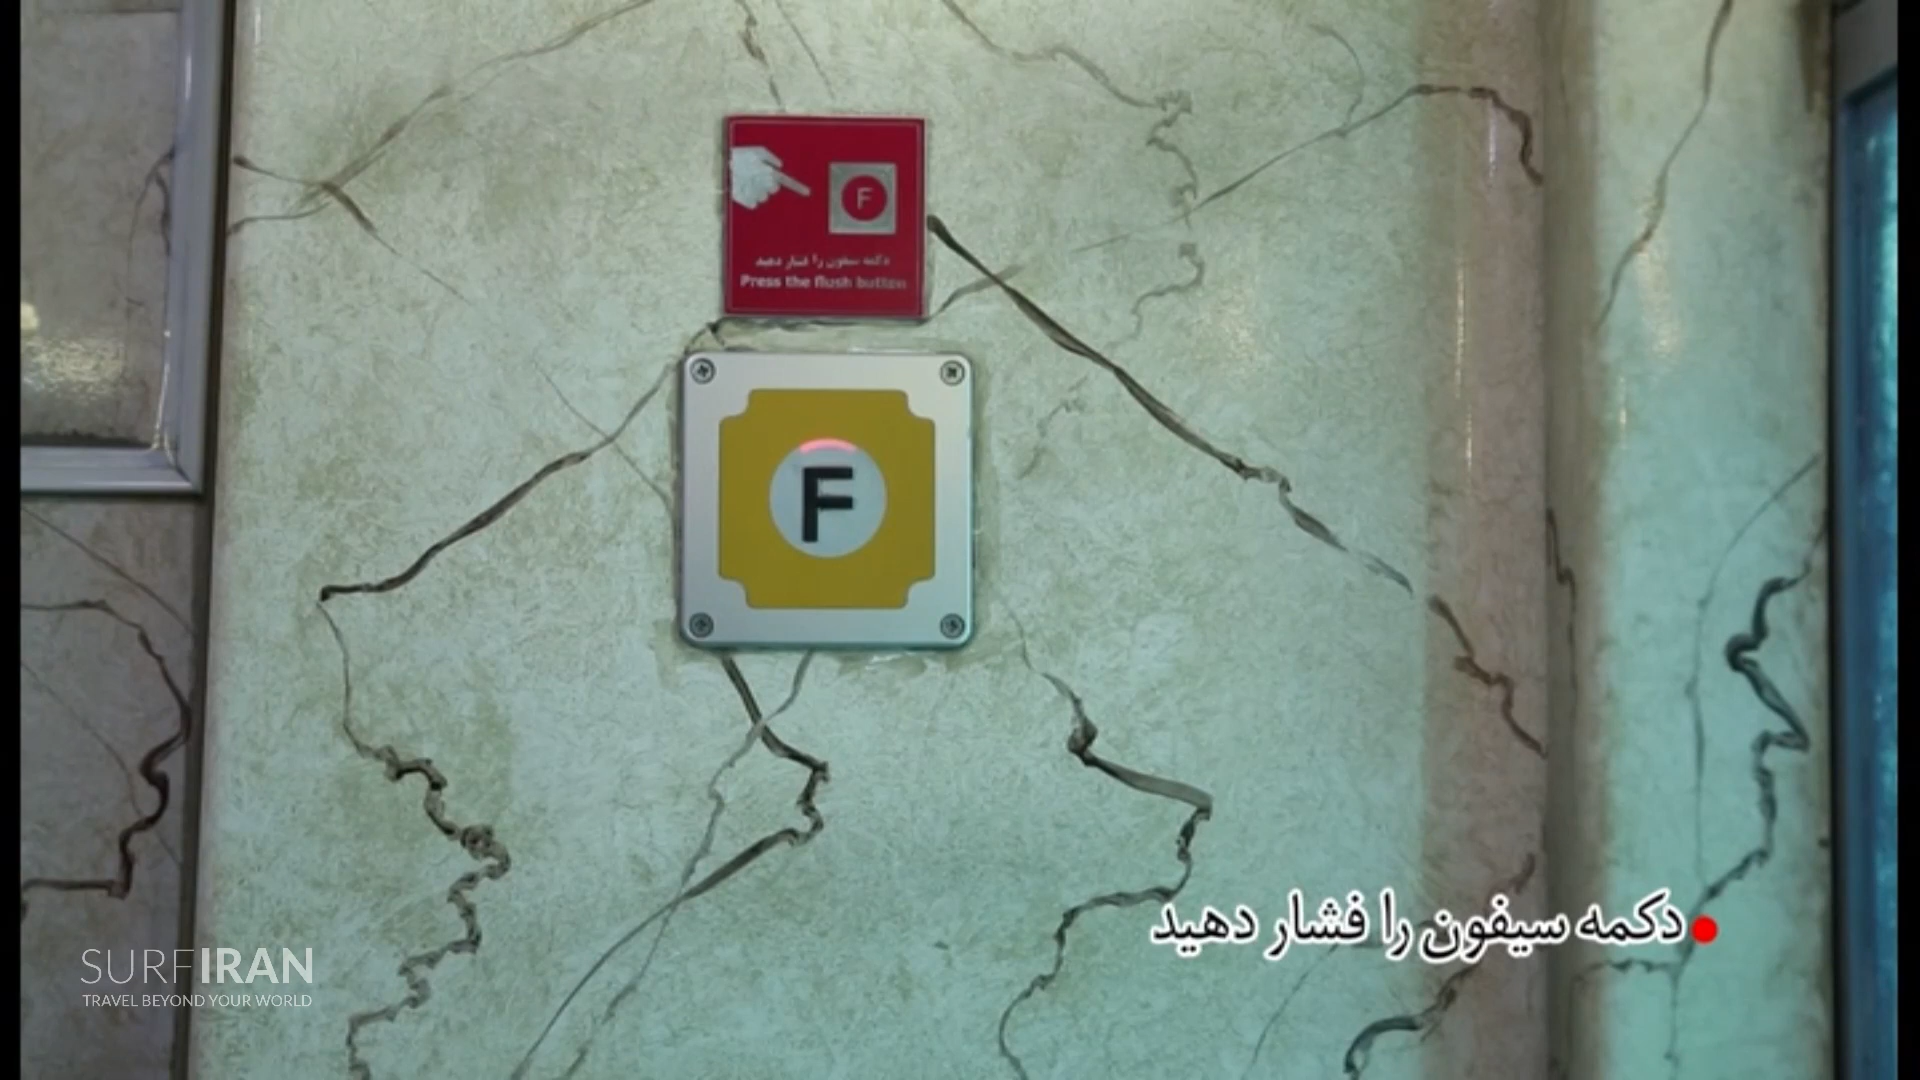 F
دکمه سیفون را فشار دهید
Press the flush button
F
دکمه سیفون را فشار دهید
SURFIRAN
TRAVEL BEYOND YOUR WORLD